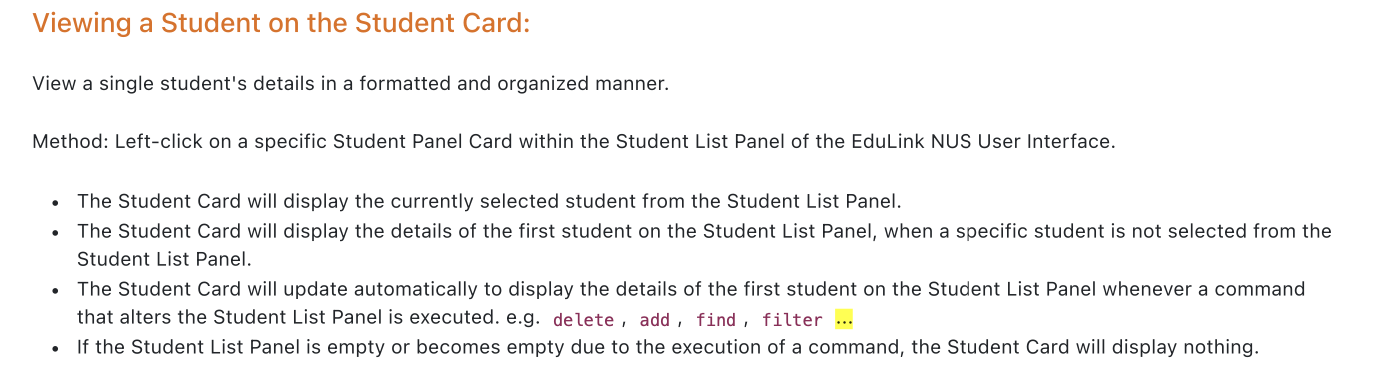 Viewing a Student on the Student Card:
View a single student's details in a formatted and organized manner.
Method: Left-click on a specific Student Panel Card within the Student List Panel of the EduLink NUS User Interface.
• The Student Card will display the currently selected student from the Student List Panel.
• The Student Card will display the details of the first student on the Student List Panel, when a specific student is not selected from the
Student List Panel.
• The Student Card will update automatically to display the details of the first student on the Student List Panel whenever a command
that alters the Student List Panel is executed. e.g. delete , add , find , filter ...
• If the Student List Panel is empty or becomes empty due to the execution of a command, the Student Card will display nothing.